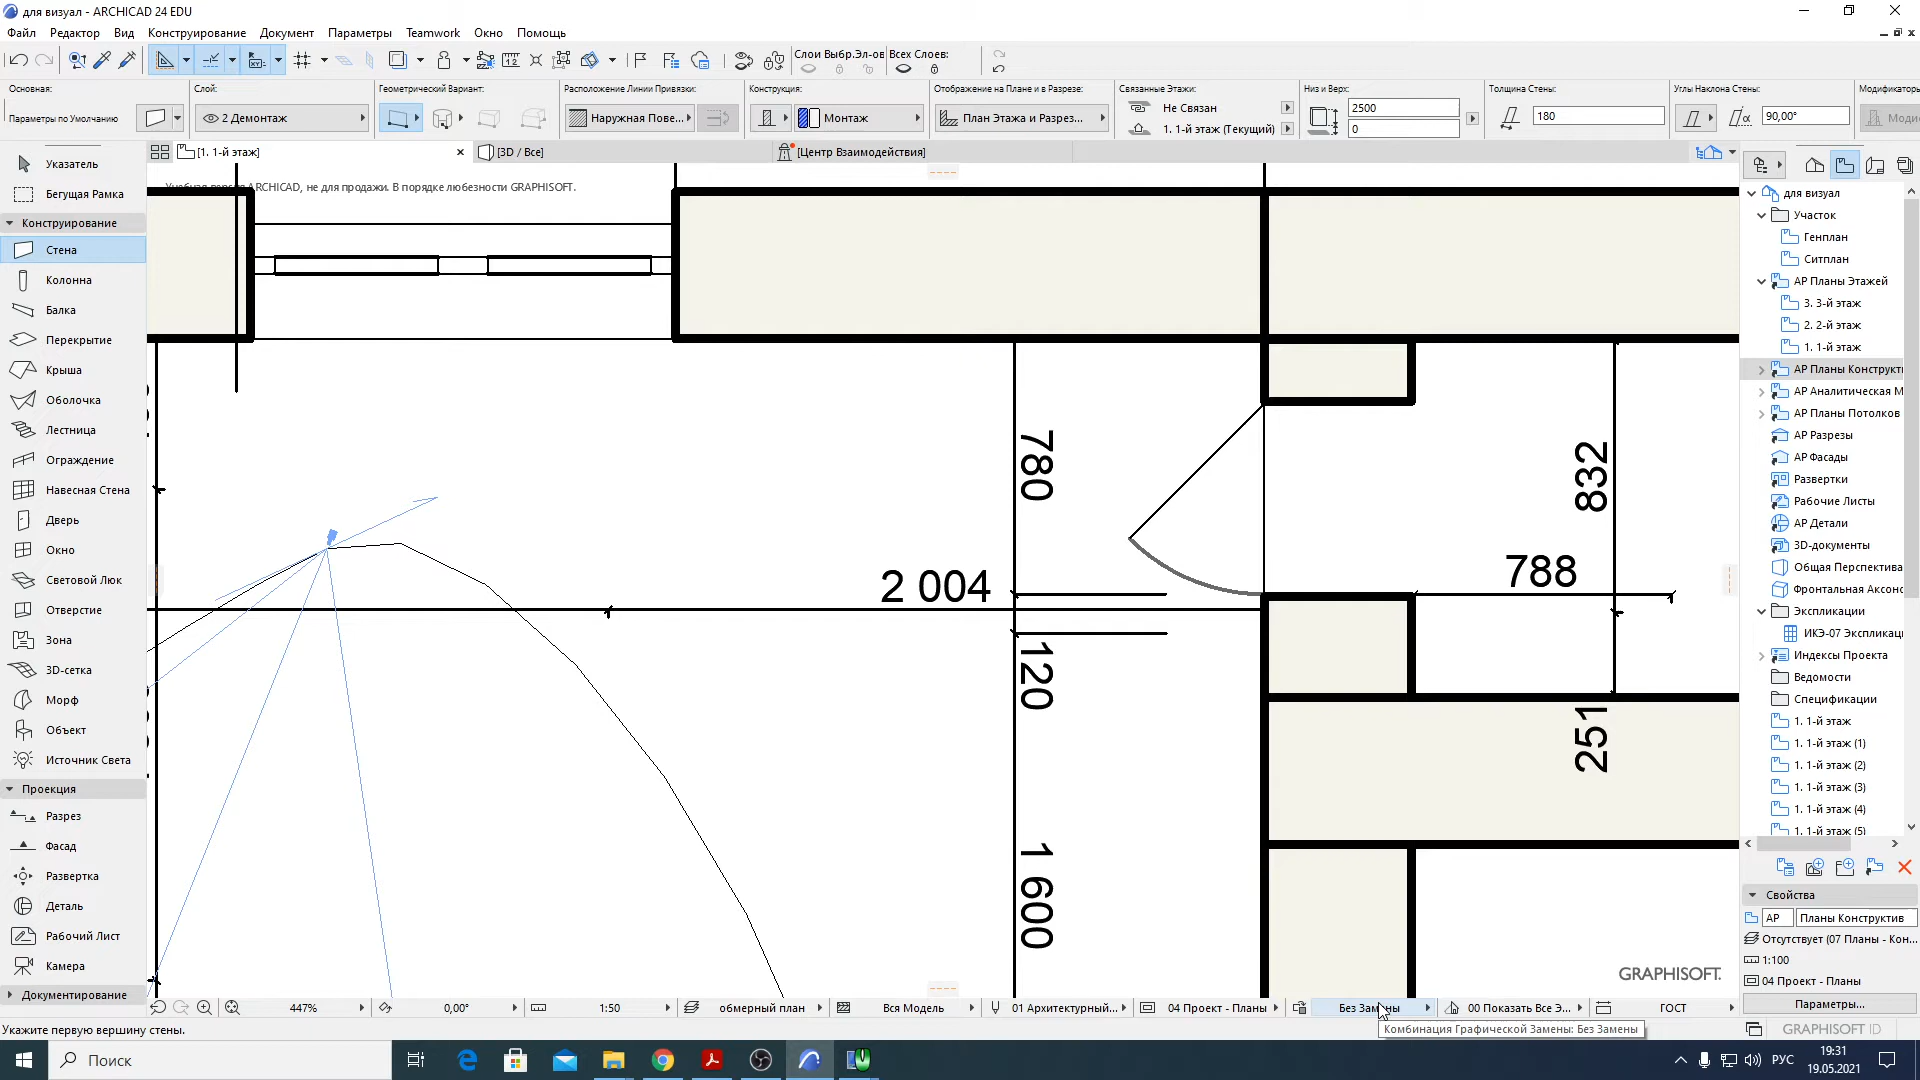 для визуал - ARCHICAD 24 EDU
Файл Редактор Вид Конструирование Документ Параметры Teamwork Окно Помощь
Слои Выбр.Эл-ов Всех Слоев:
Основная: Слой: Геометрический Вариант: Расположение Линии Привязки: Конструкция: Отображение на Плане и в Разрезе: Связанные Этажи: Низ и Верх: Толщина Стены: Углы Наклона Стены: Модификаторы
Параметры по Умолчанию 2 Демонтаж Наружная Пове... Монтаж План Этажа и Разрез... Не Связан 2500 180 90,00° Моди
1. 1-й этаж (Текущий) 0
[1. 1-й этаж] [3D / Все] [Центр Взаимодействия]
ARCHICAD, не для продажи. В порядке любезности GRAPHISOFT.
Указатель
Бегущая Рамка
Конструирование
Стена
Колонна
Балка
Перекрытие
Крыша
Оболочка
Лестница
Ограждение
Навесная Стена
Дверь
Окно
Световой Люк
Отверстие
Зона
3D-сетка
Морф
Объект
Источник Света
Проекция
Разрез
Фасад
Развертка
Деталь
Рабочий Лист
Камера
Документирование
780
832
2 004
788
120
251
1 600
GRAPHISOFT.
для визуал
Участок
Генплан
Ситплан
АР Планы Этажей
3. 3-й этаж
2. 2-й этаж
1. 1-й этаж
АР Планы Конструкти
АР Аналитическая М
АР Планы Потолков
АР Разрезы
АР Фасады
Развертки
Рабочие Листы
АР Детали
3D-документы
Общая Перспектива
Фронтальная Аксоно
Экспликации
ИКЭ-07 Экспликаци
Индексы Проекта
Ведомости
Спецификации
1. 1-й этаж
1. 1-й этаж (1)
1. 1-й этаж (2)
1. 1-й этаж (3)
1. 1-й этаж (4)
1. 1-й этаж (5)
Свойства
АР Планы Конструктив
Отсутствует (07 Планы - Кон...
1:100
04 Проект - Планы
Параметры...
447% 0,00° 1:50 обмерный план Вся Модель 01 Архитектурный... 04 Проект - Планы Без Замены 00 Показать Все Э... ГОСТ
Укажите первую вершину стены.
Комбинация Графической Замены: Без Замены
GRAPHISOFT ID
Поиск
РУС
19:31
19.05.2021